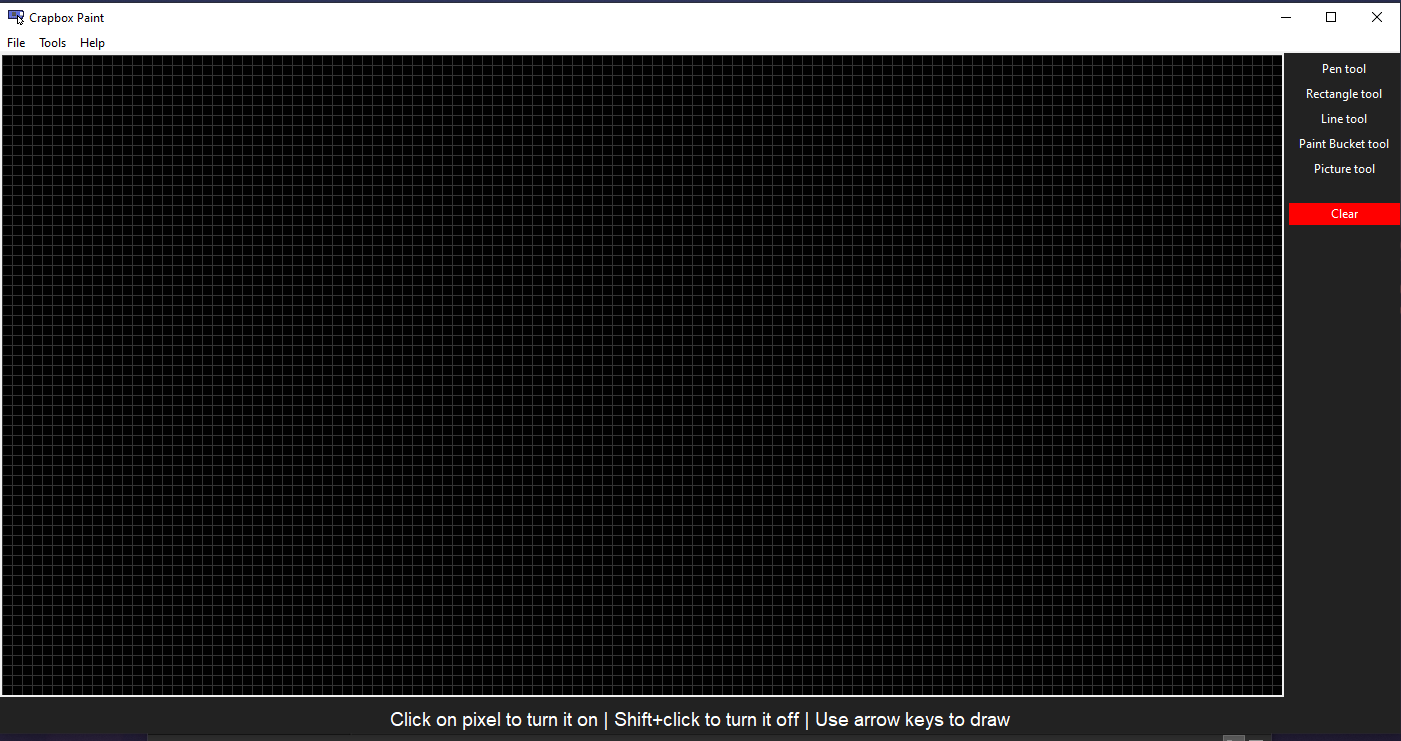 Crapbox Paint
File Tools Help
Pen tool
Rectangle tool
Line tool
Paint Bucket tool
Picture tool
Clear
Click on pixel to turn it on | Shift+click to turn it off | Use arrow keys to draw